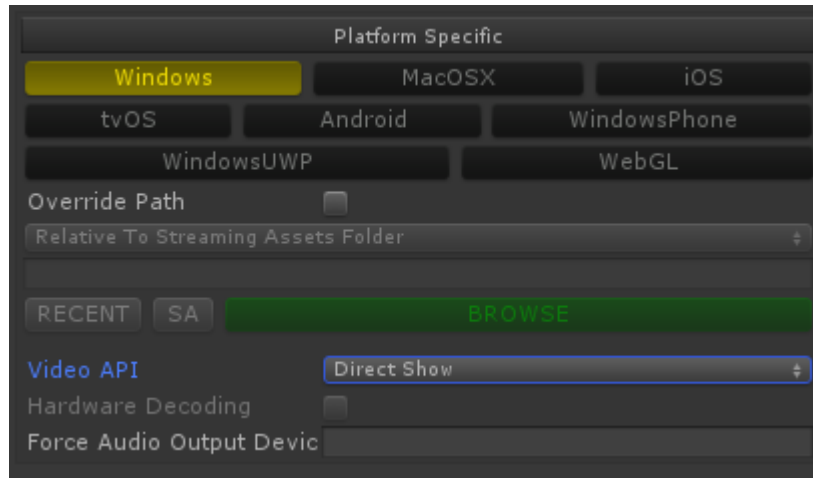 Platform Specific
Windows MacOSX iOS
tvOS Android WindowsPhone
WindowsUWP WebGL
Override Path
Relative To Streaming Assets Folder
RECENT SA BROWSE
Video API Direct Show
Hardware Decoding
Force Audio Output Devic